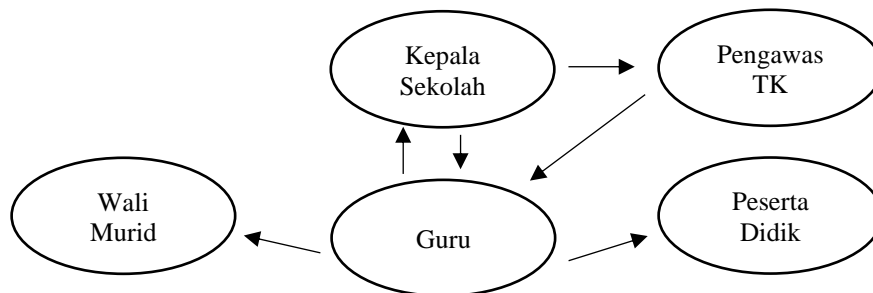 Kepala
Sekolah
Pengawas
TK
Wali
Murid
Guru
Peserta
Didik